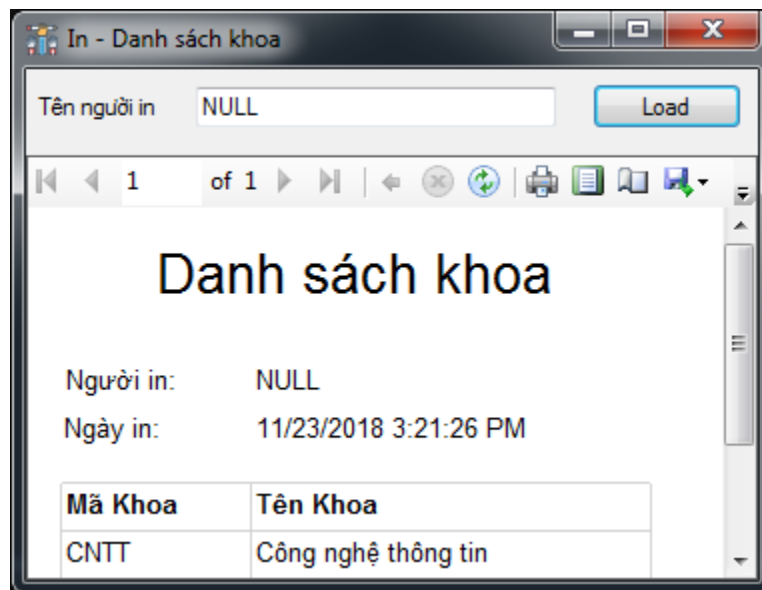 In - Danh sách khoa
Tên người in NULL Load
1 of 1
Danh sách khoa
Người in: NULL
Ngày in: 11/23/2018 3:21:26 PM
Mã Khoa Tên Khoa
CNTT Công nghệ thông tin